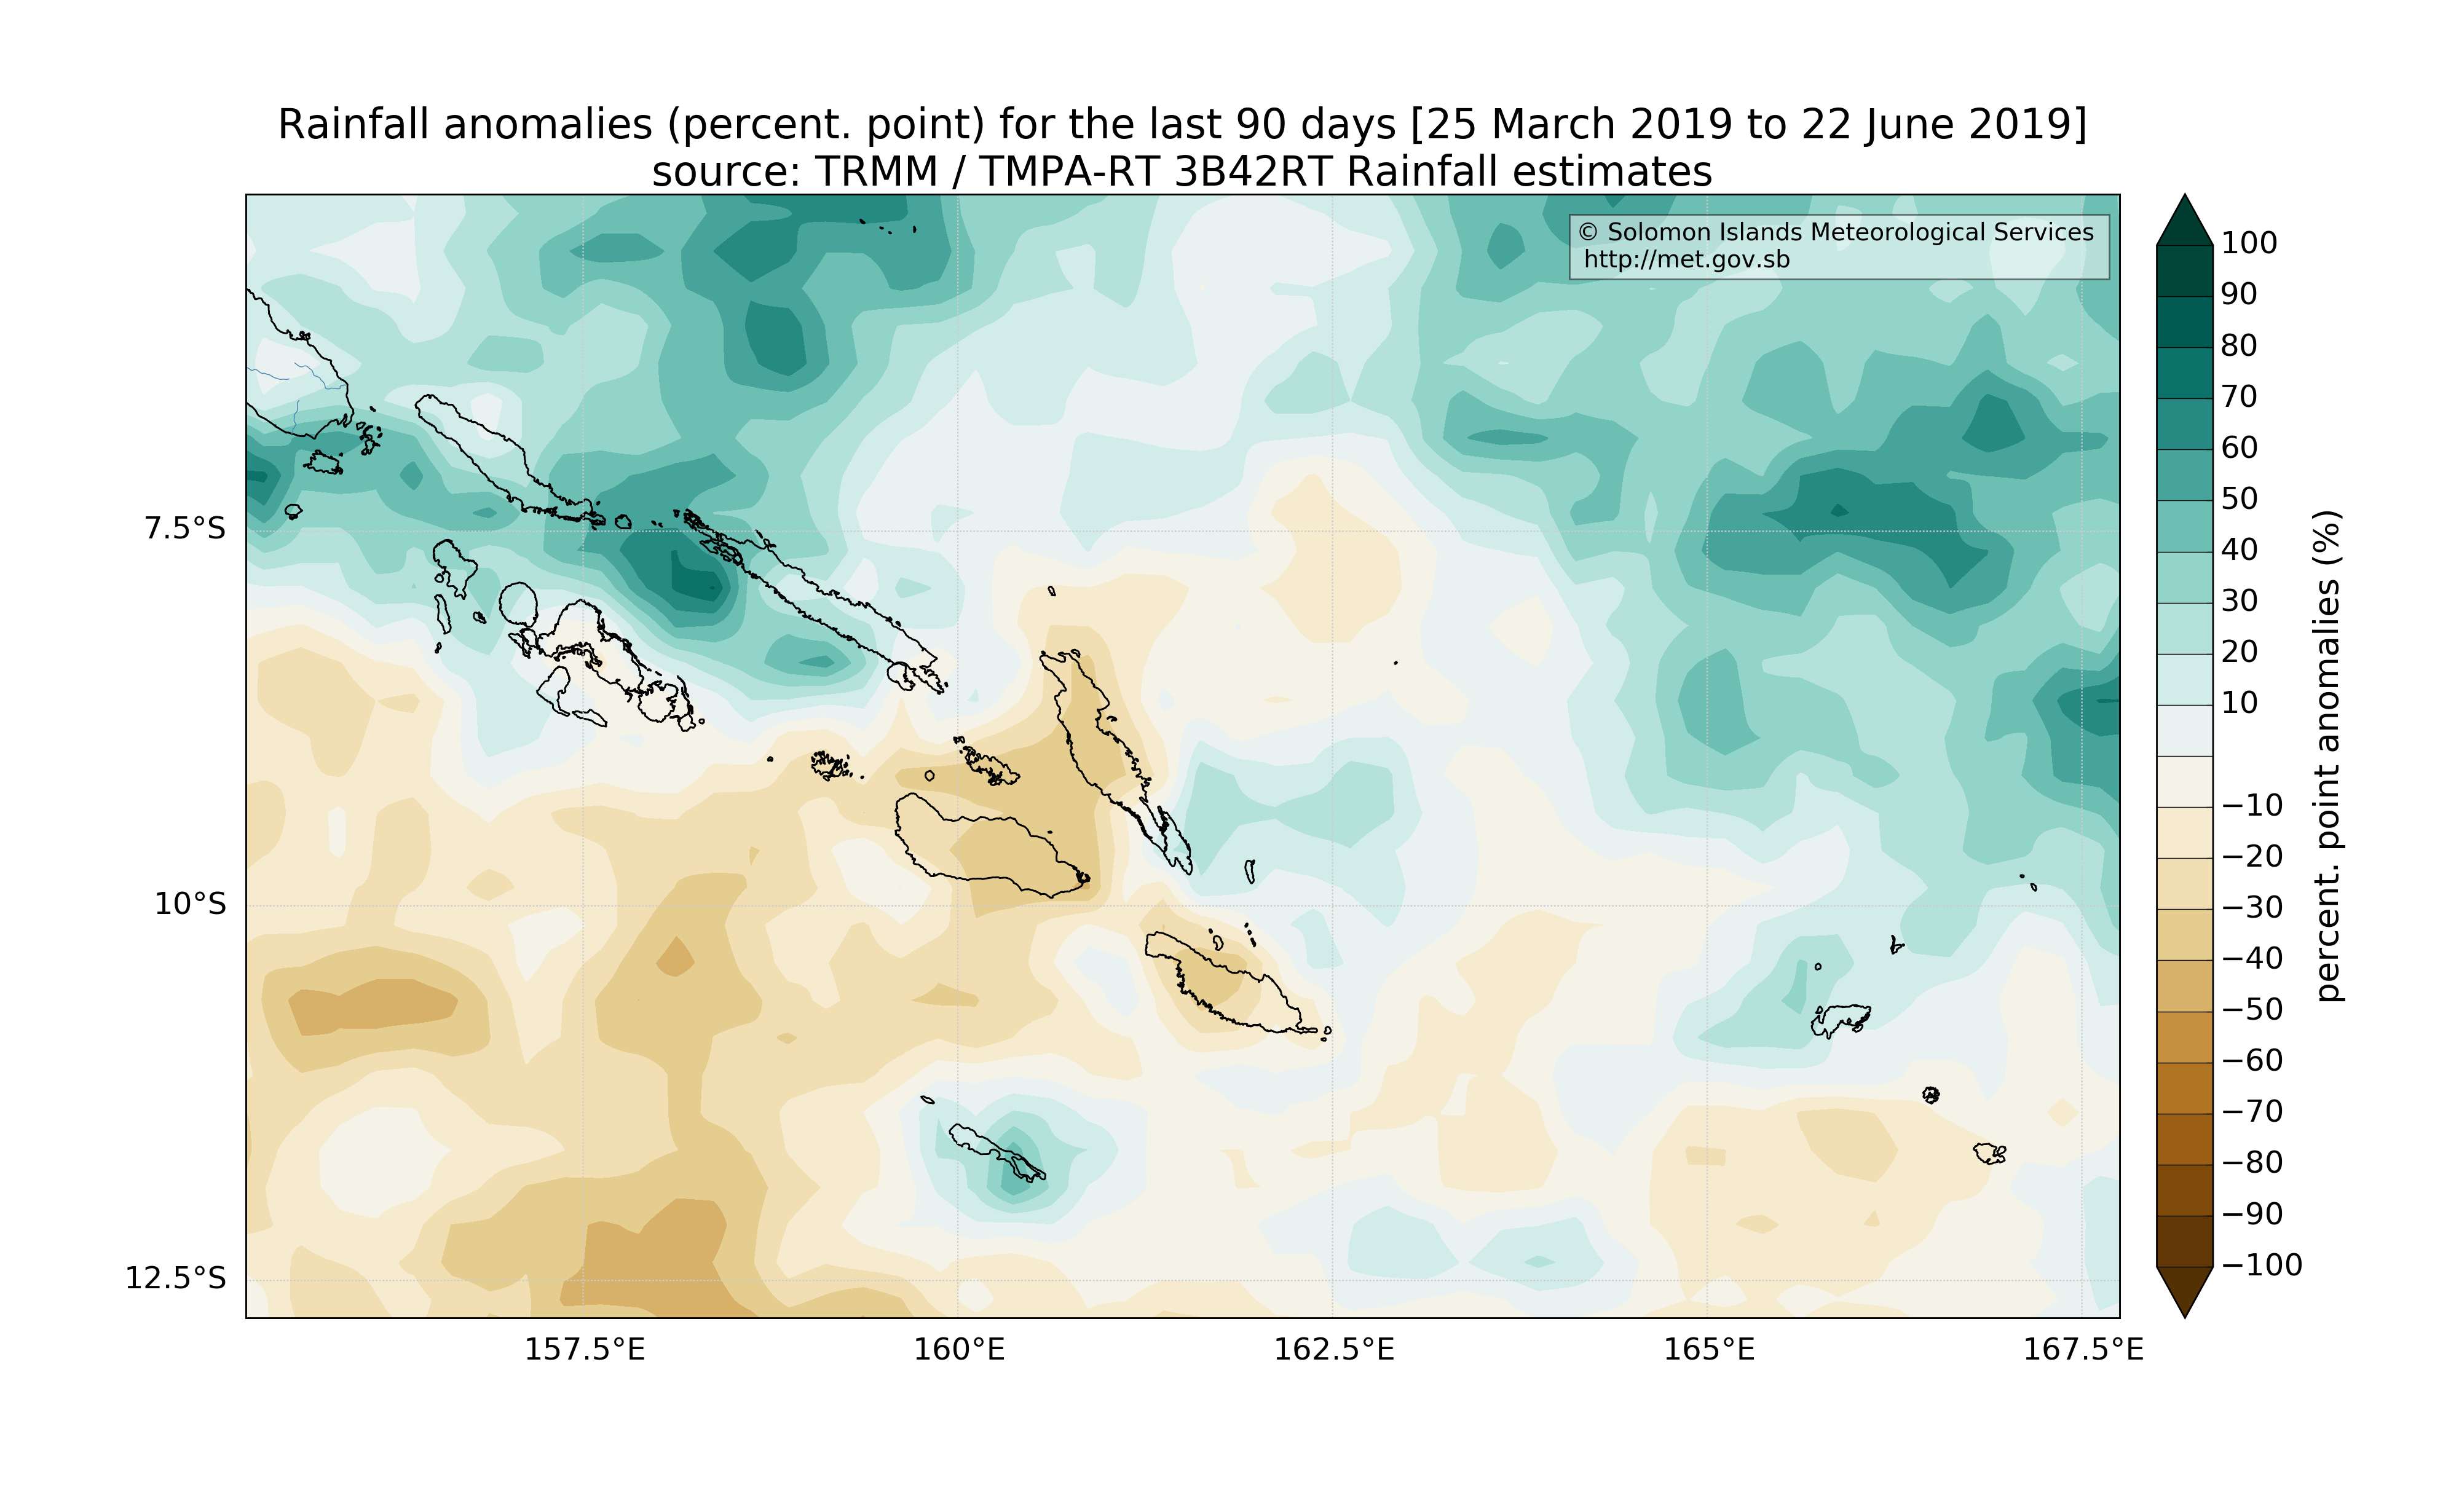 Rainfall anomalies (percent. point) for the last 90 days [25 March 2019 to 22 June 2019]
source: TRMM / TMPA-RT 3B42RT Rainfall estimates
© Solomon Islands Meteorological Services
http://met.gov.sb
7.5°S
10°S
12.5°S
157.5°E
160°E
162.5°E
165°E
167.5°E
100
90
80
70
60
50
40
30
20
10
−10
−20
−30
−40
−50
−60
−70
−80
−90
−100
percent. point anomalies (%)